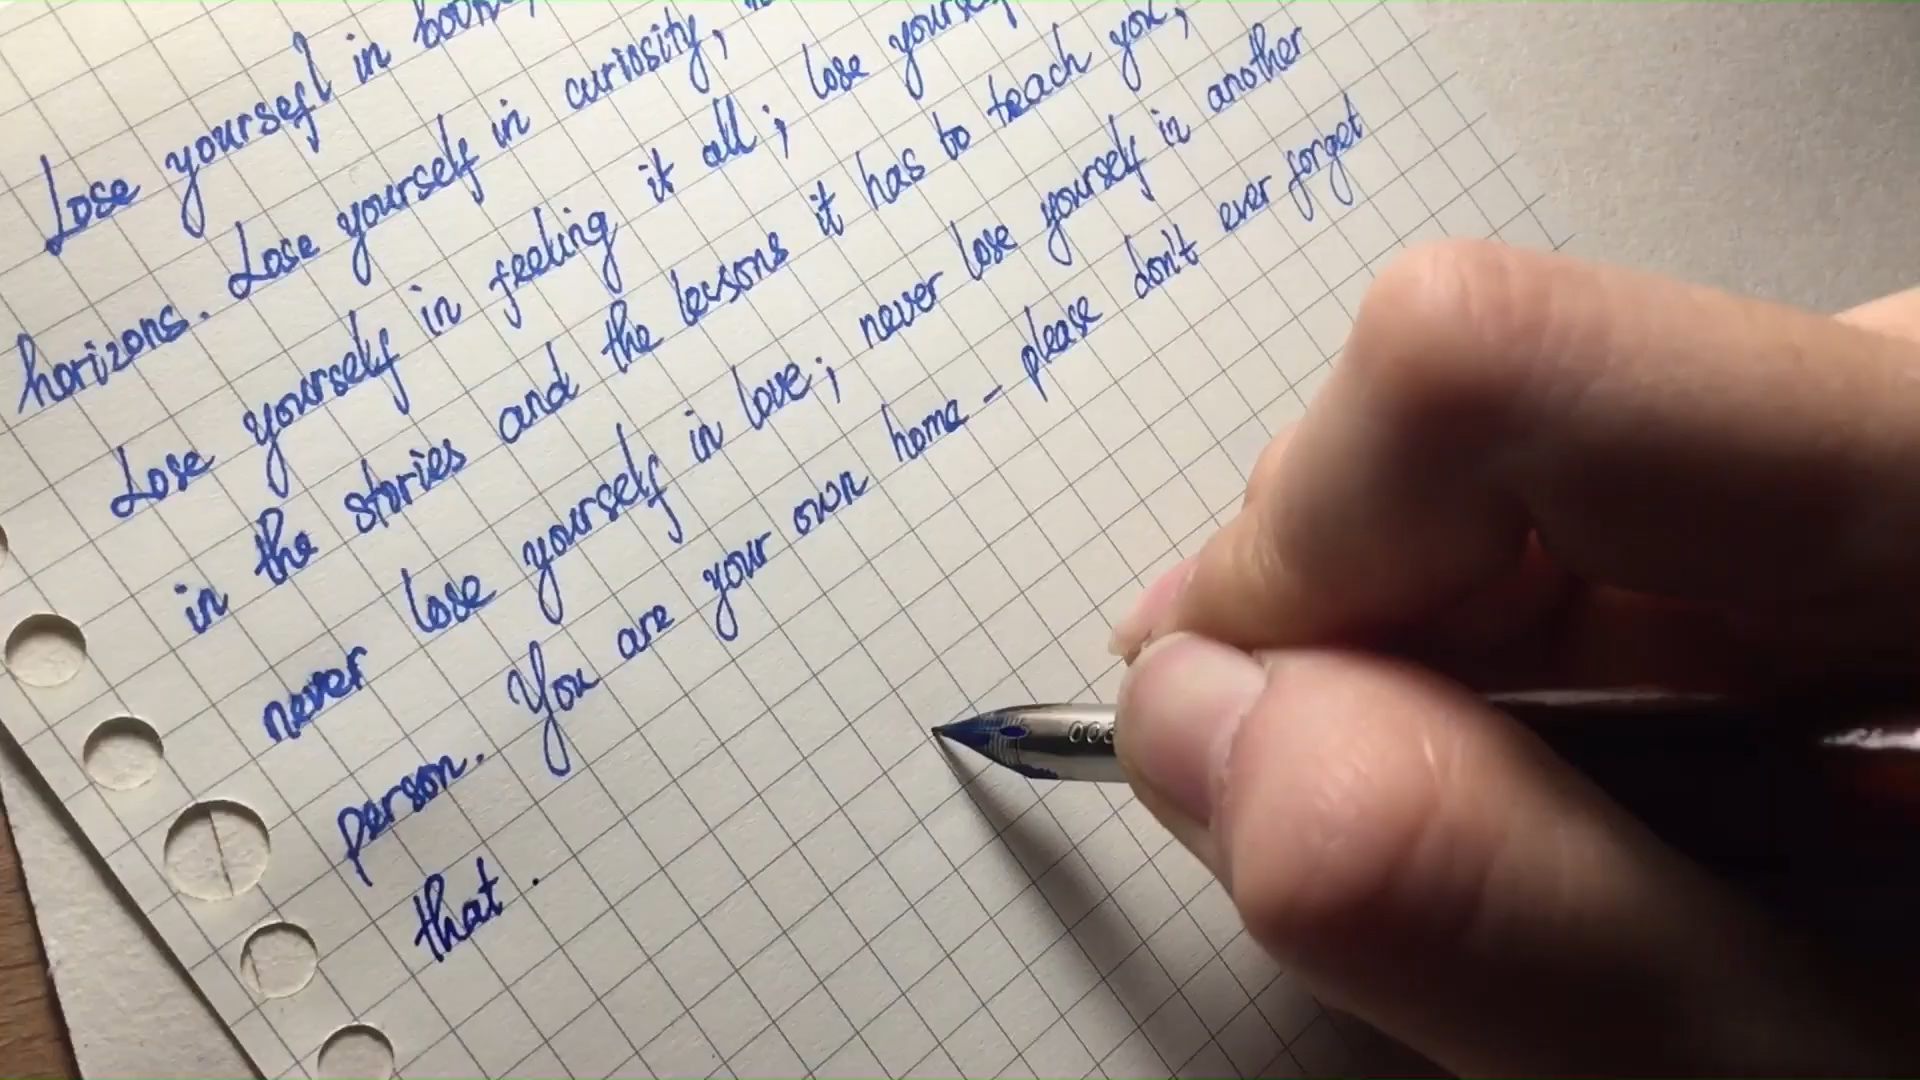 Lose yourself in
horizons. Lose yourself in curiosity,
Lose yourself in feeling it all; lose
in the stories and the lessons it has to teach you;
never lose yourself in love; never lose yourself in another
person. You are your own home - please don't ever forget
that.